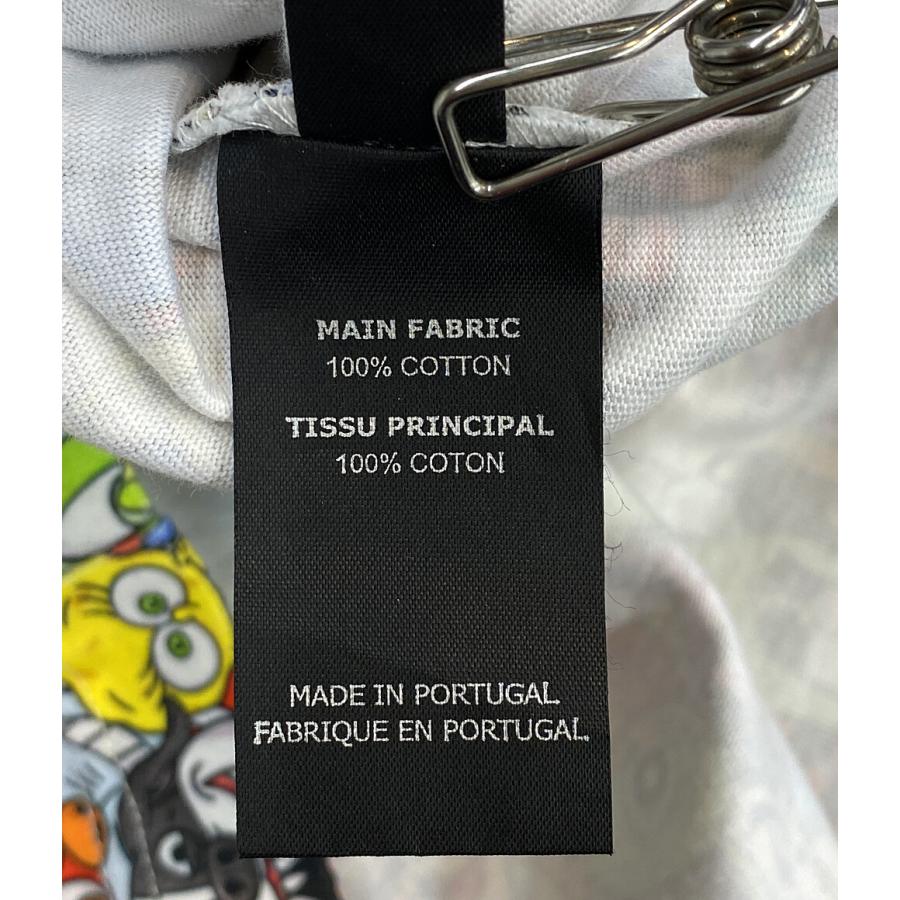 MAIN FABRIC
100% COTTON
TISSU PRINCIPAL
100% COTON
MADE IN PORTUGAL
FABRIQUE EN PORTUGAL